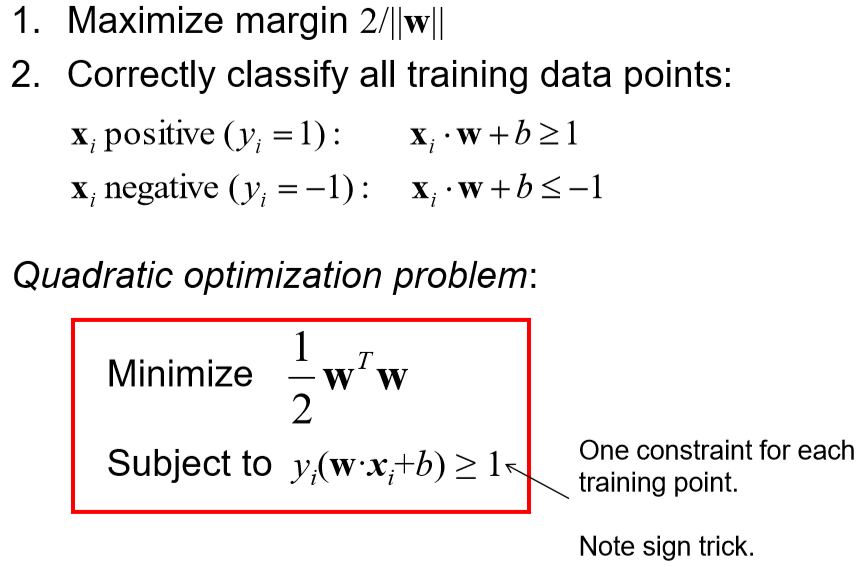 1. Maximize margin 2/||w||
2. Correctly classify all training data points:
xᵢ positive (yᵢ = 1): xᵢ · w + b ≥ 1
xᵢ negative (yᵢ = −1): xᵢ · w + b ≤ −1
Quadratic optimization problem:
Minimize 1/2 wᵀw
Subject to yᵢ(w·xᵢ+b) ≥ 1
One constraint for each
training point.
Note sign trick.